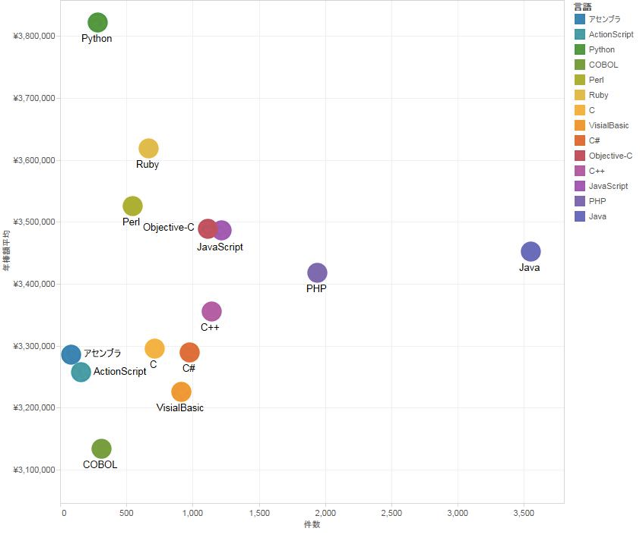 言語
アセンブラ
ActionScript
Python
COBOL
Perl
Ruby
C
VisialBasic
C#
Objective-C
C++
JavaScript
PHP
Java
年棒額平均
¥3,800,000
¥3,700,000
¥3,600,000
¥3,500,000
¥3,400,000
¥3,300,000
¥3,200,000
¥3,100,000
Python
Ruby
Perl
Objective-C
JavaScript
Java
PHP
C++
アセンブラ
C
C#
ActionScript
VisialBasic
COBOL
0
500
1,000
1,500
2,000
2,500
3,000
3,500
件数